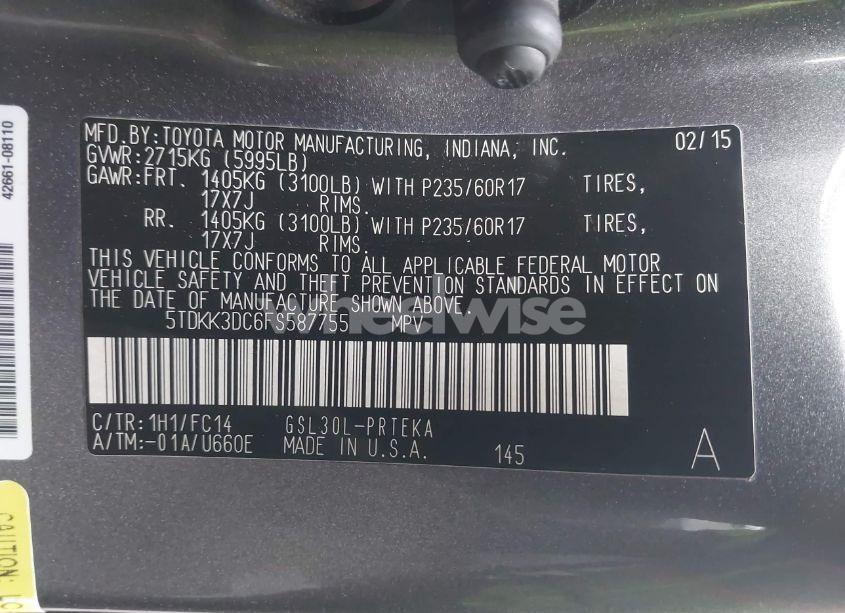 MFD.BY:TOYOTA MOTOR MANUFACTURING, INDIANA, INC. 02/15
GVWR:2715KG (5995LB)
GAWR:FRT. 1405KG (3100LB) WITH P235/60R17 TIRES,
17X7J RIMS.
RR. 1405KG (3100LB) WITH P235/60R17 TIRES,
17X7J RIMS.
THIS VEHICLE CONFORMS TO ALL APPLICABLE FEDERAL MOTOR
VEHICLE SAFETY AND THEFT PREVENTION STANDARDS IN EFFECT ON
THE DATE OF MANUFACTURE SHOWN ABOVE.
5TDKK3DC6FS587755 MPV
wheelwise
C/TR:1H1/FC14 GSL30L-PRTEKA
A/TM:-01A/U660E MADE IN U.S.A. 145 A
42661-08110
CAUTION: